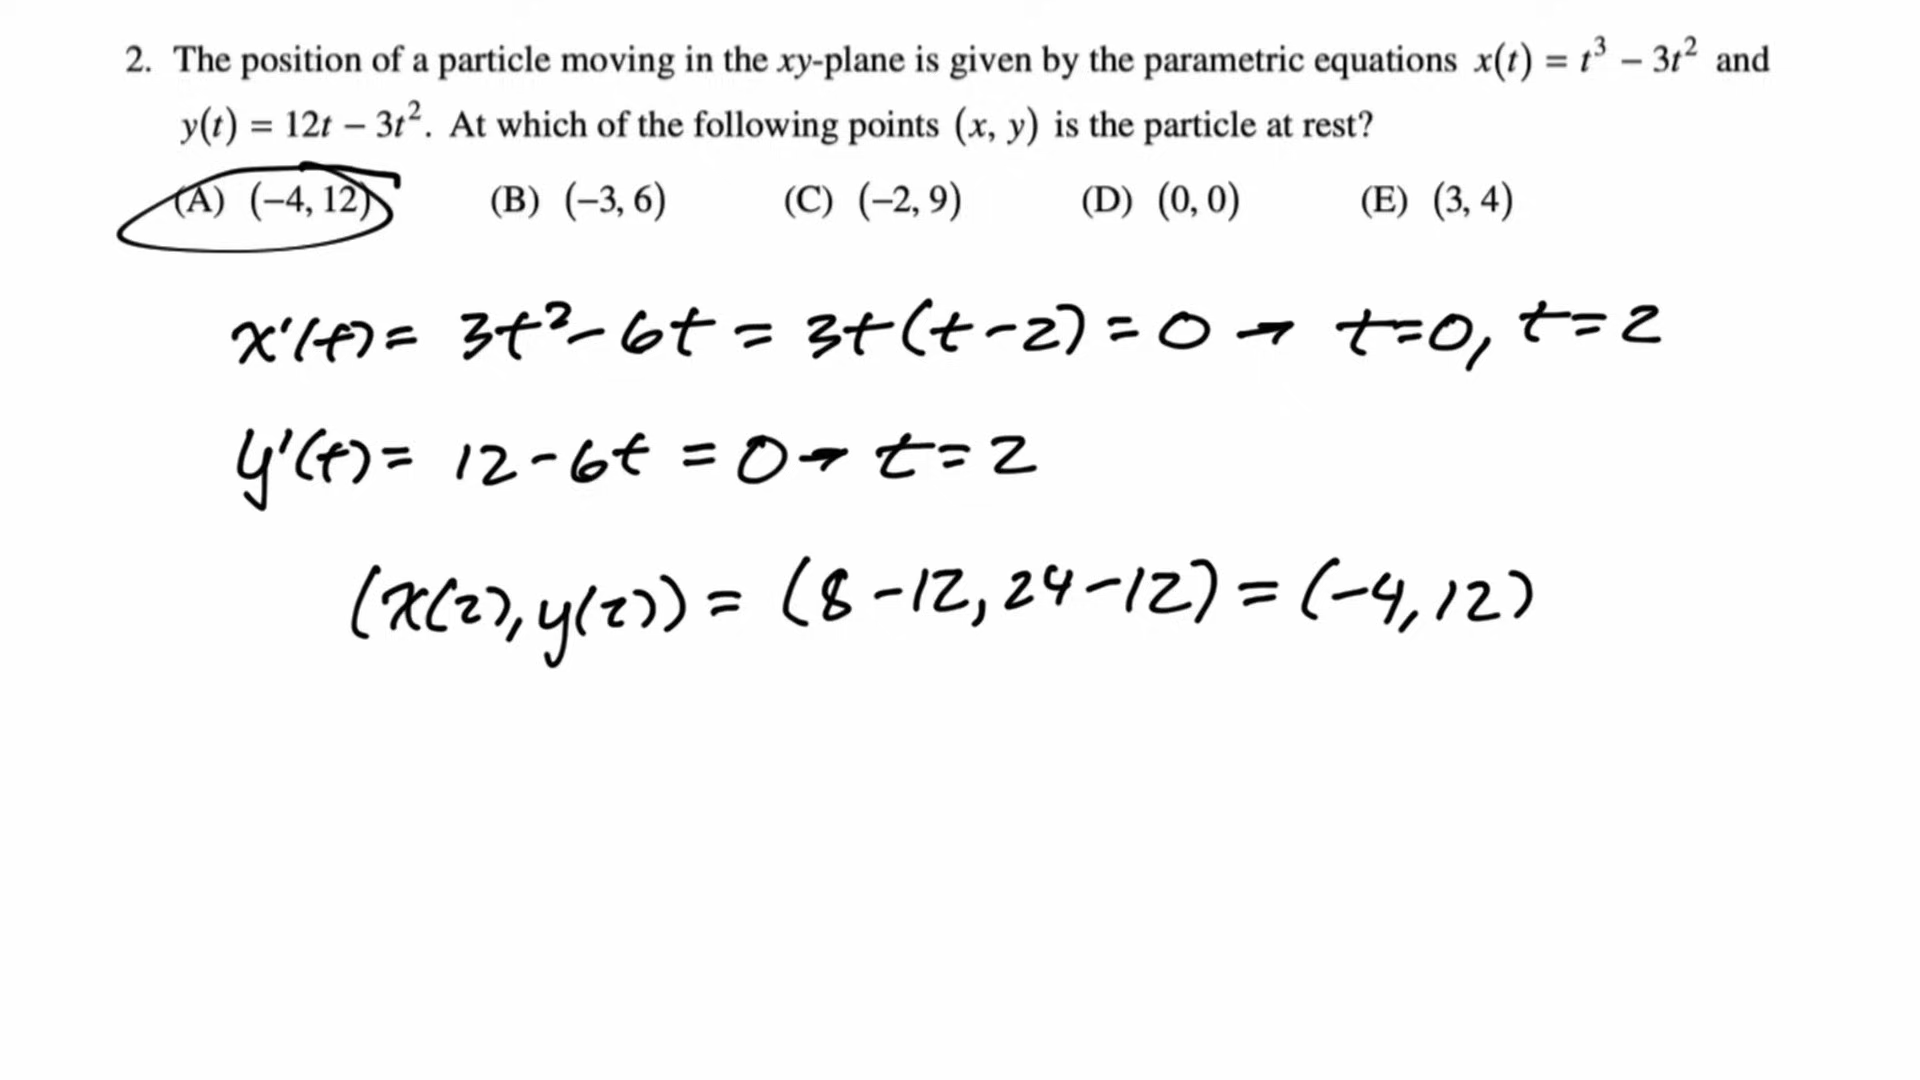 2. The position of a particle moving in the xy-plane is given by the parametric equations x(t) = t³ − 3t² and
y(t) = 12t − 3t². At which of the following points (x, y) is the particle at rest?
(A) (−4, 12) (B) (−3, 6) (C) (−2, 9) (D) (0, 0) (E) (3, 4)
x'(t) = 3t² − 6t = 3t(t − 2) = 0 → t = 0, t = 2
y'(t) = 12 − 6t = 0 → t = 2
(x(2), y(2)) = (8 − 12, 24 − 12) = (−4, 12)